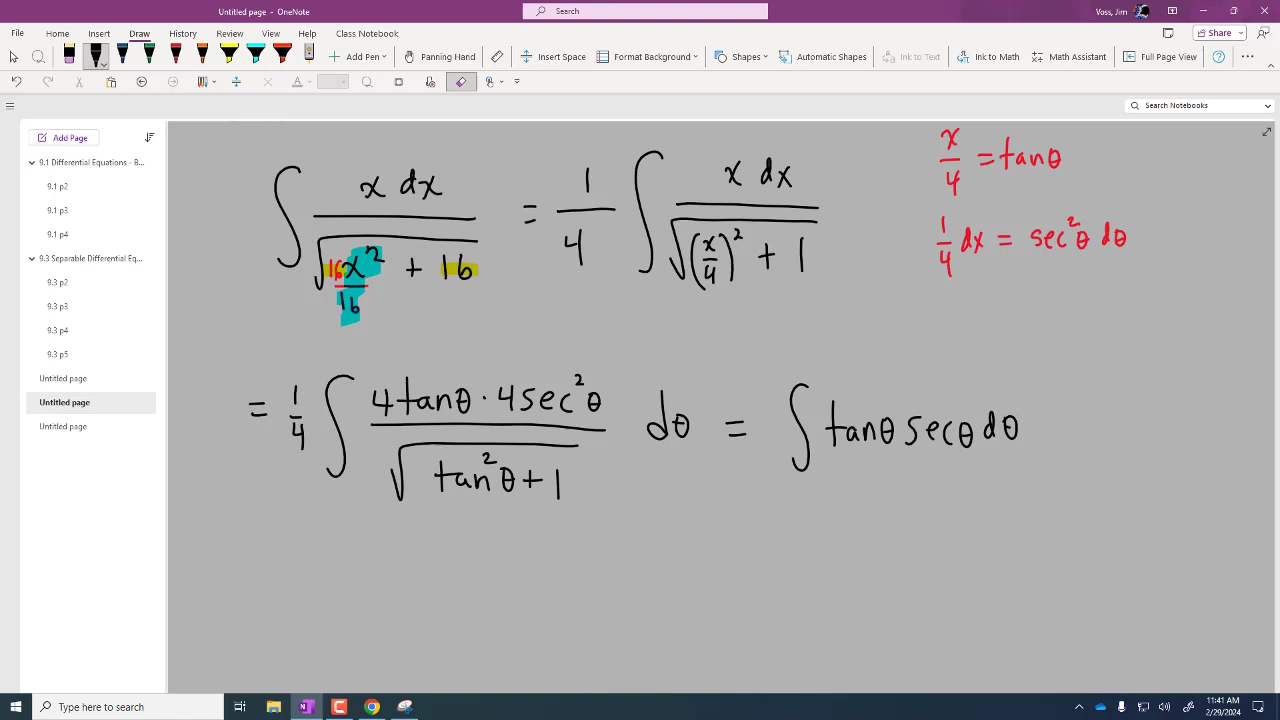 Untitled page - OneNote
Search
Voss, Jim
File Home Insert Draw History Review View Help Class Notebook
Share
Add Pen Panning Hand Insert Space Format Background Shapes Automatic Shapes Ink to Text Ink to Math Math Assistant Full Page View
Search Notebooks
Add Page
9.1 Differential Equations - B...
9.1 p2
9.1 p3
9.1 p4
9.3 Separable Differential Eq...
9.3 p2
9.3 p3
9.3 p4
9.3 p5
Untitled page
Untitled page
Untitled page
∫ x dx / √(16x²/16 + 16) = 1/4 ∫ x dx / √((x/4)² + 1)
x/4 = tanθ
1/4 dx = sec²θ dθ
= 1/4 ∫ 4tanθ · 4sec²θ / √(tan²θ + 1) dθ = ∫ tanθ secθ dθ
Type here to search
11:41 AM
2/29/2024